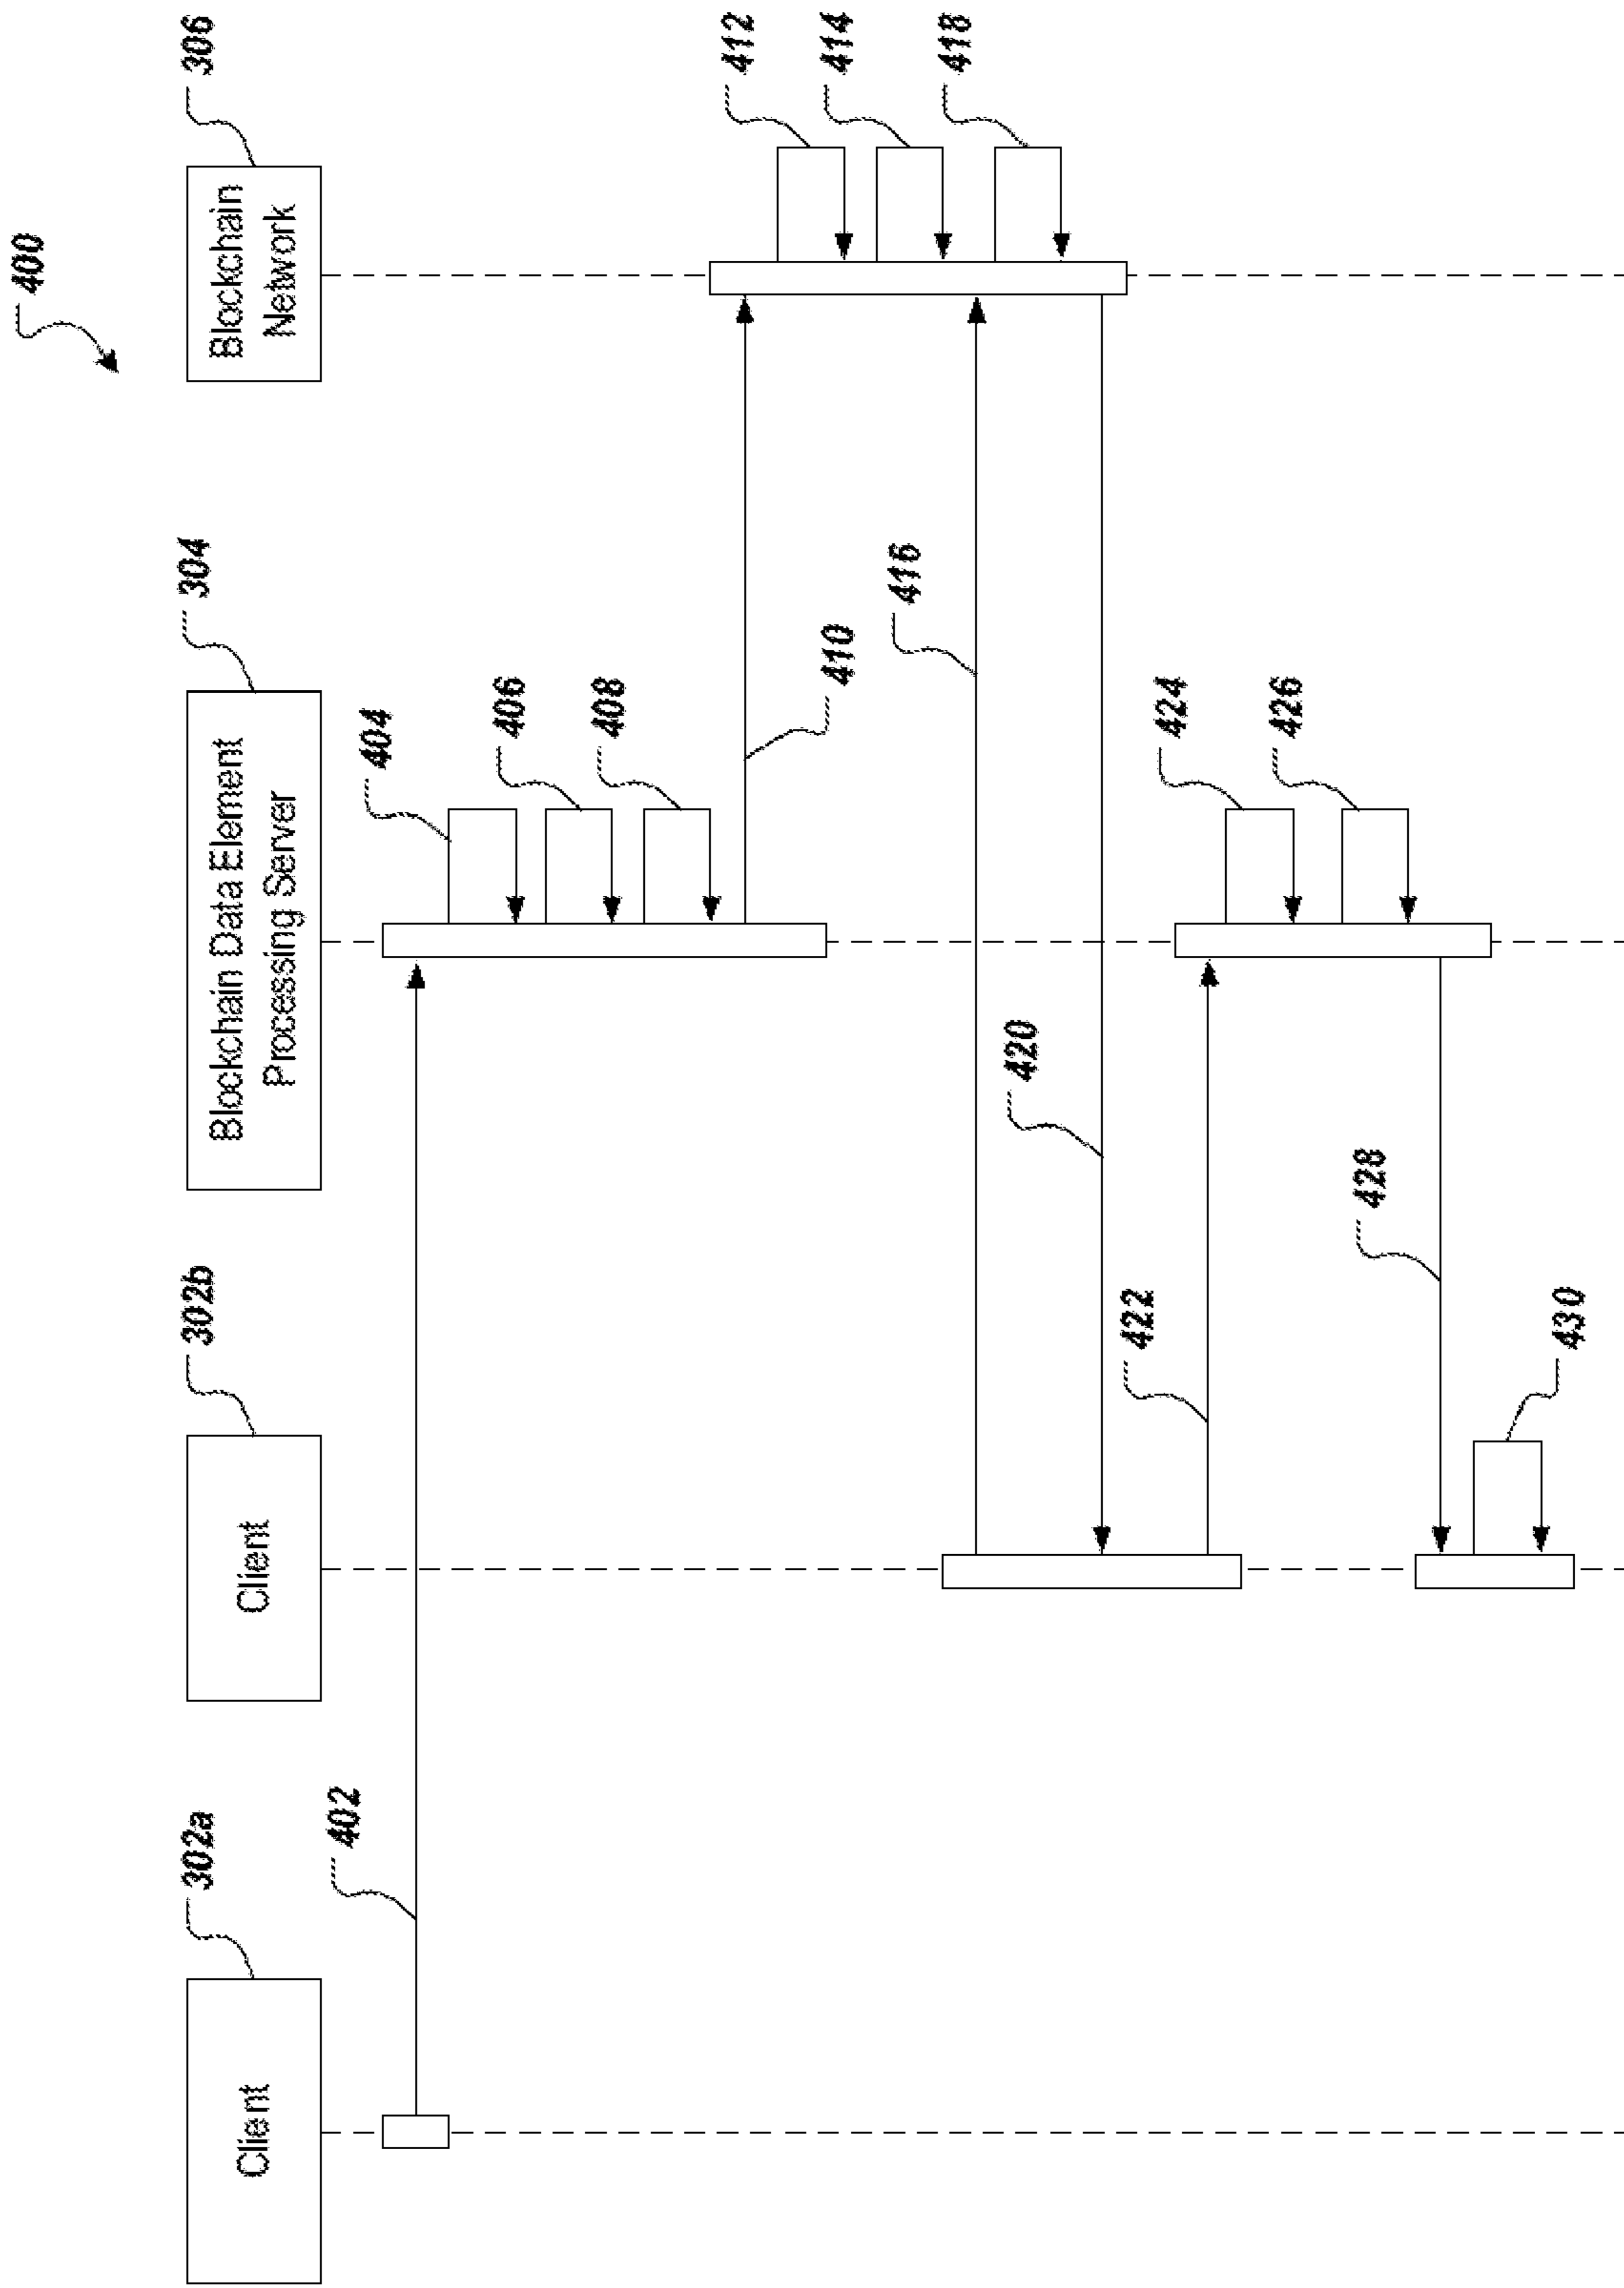 400
Client
302a
Client
302b
Blockchain Data Element
Processing Server
304
Blockchain
Network
306
402
404
406
408
410
412
414
416
418
420
422
424
426
428
430